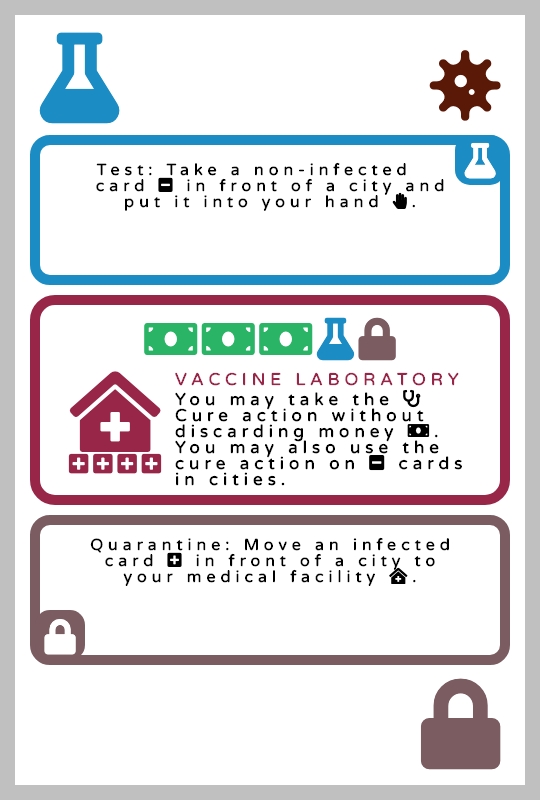 Test: Take a non-infected
card in front of a city and
put it into your hand .
VACCINE LABORATORY
You may take the
Cure action without
discarding money .
You may also use the
cure action on cards
in cities.
Quarantine: Move an infected
card in front of a city to
your medical facility .